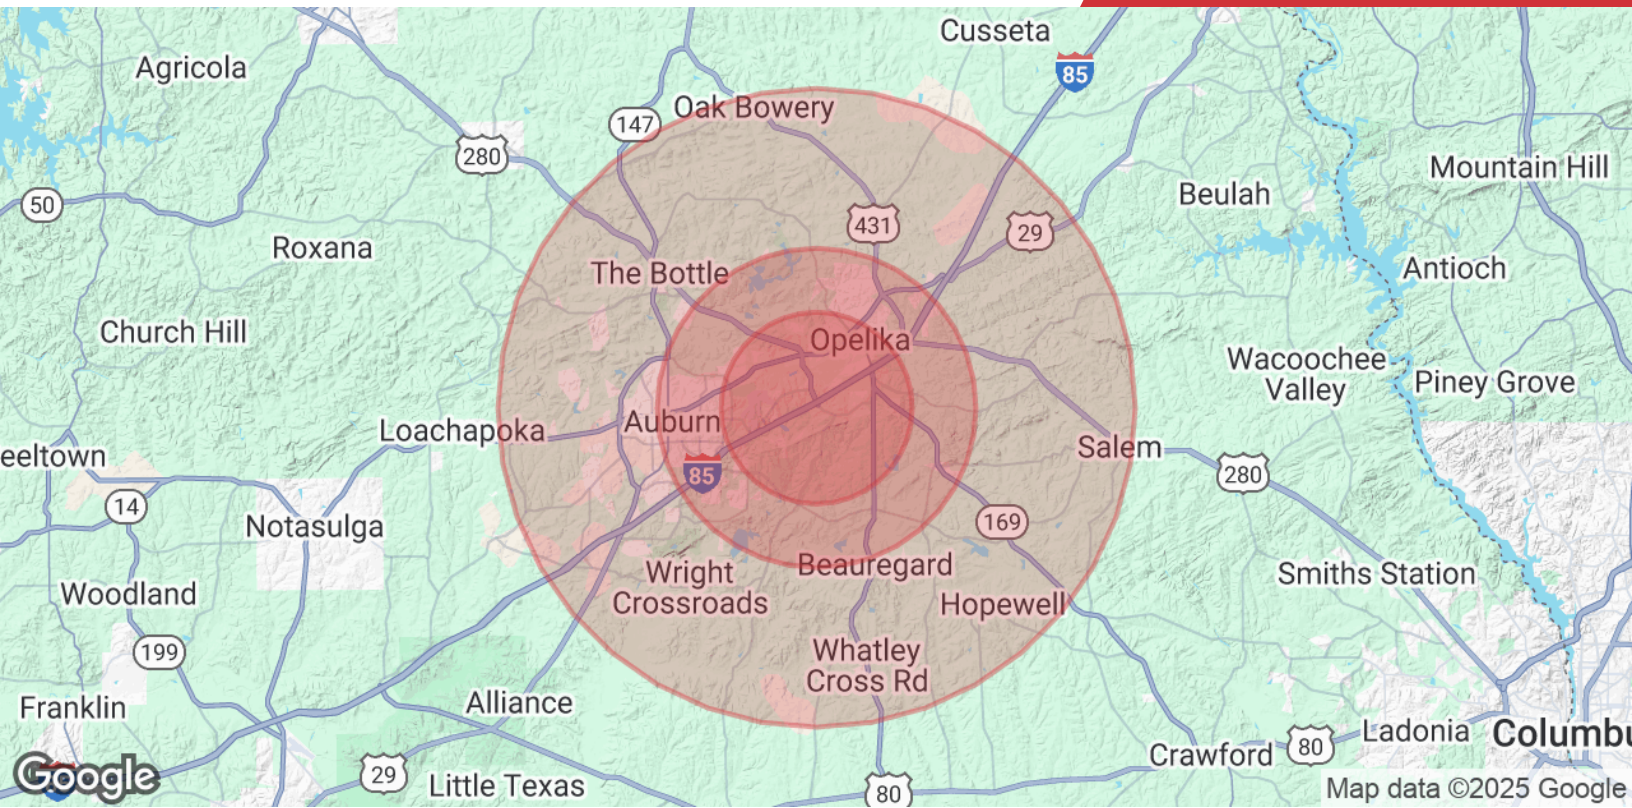 Cusseta
Agricola
85
Oak Bowery
147
280
Mountain Hill
Beulah
50
431
29
Roxana
The Bottle
Antioch
Church Hill
Opelika
Wacoochee
Valley
Piney Grove
Auburn
Loachapoka
Salem
eeltown
85
280
14
Notasulga
169
Beauregard
Wright
Crossroads
Smiths Station
Woodland
Hopewell
199
Whatley
Cross Rd
Franklin
Alliance
Ladonia
Columbu
80
Crawford
29
Google
Little Texas
80
Map data ©2025 Google